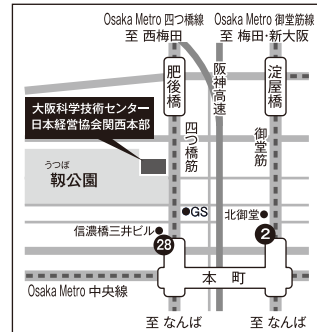 Osaka Metro 四つ橋線
至 西梅田
Osaka Metro 御堂筋線
至 梅田・新大阪
肥後橋
阪神高速
淀屋橋
大阪科学技術センター
日本経営協会関西本部
四つ橋筋
御堂筋
うつぼ
靱公園
GS
北御堂
信濃橋三井ビル
28
2
本町
Osaka Metro 中央線
至 なんば
至 なんば